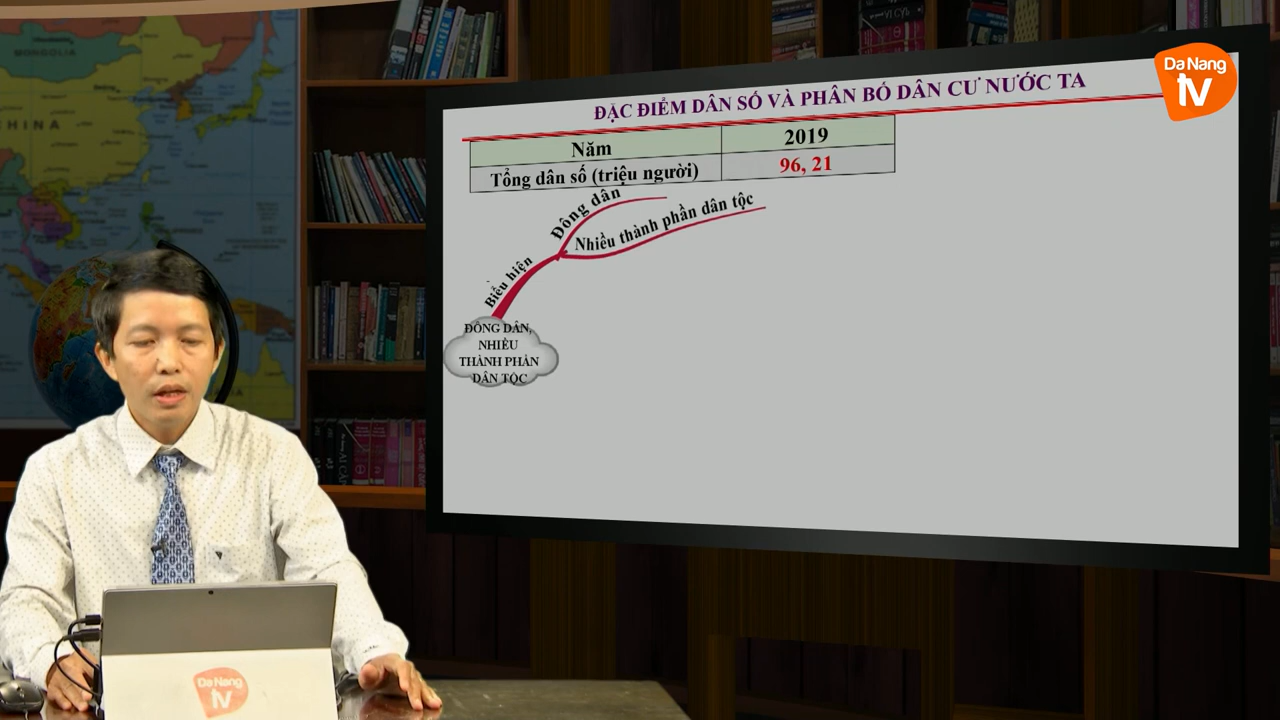 MONGOLIA
CHINA
Da Nang
tv
ĐẶC ĐIỂM DÂN SỐ VÀ PHÂN BỐ DÂN CƯ NƯỚC TA
Năm 2019
Tổng dân số (triệu người) 96, 21
Đông dân
Nhiều thành phần dân tộc
Biểu hiện
ĐÔNG DÂN,
NHIỀU
THÀNH PHẦN
DÂN TỘC
Da Nang
tv